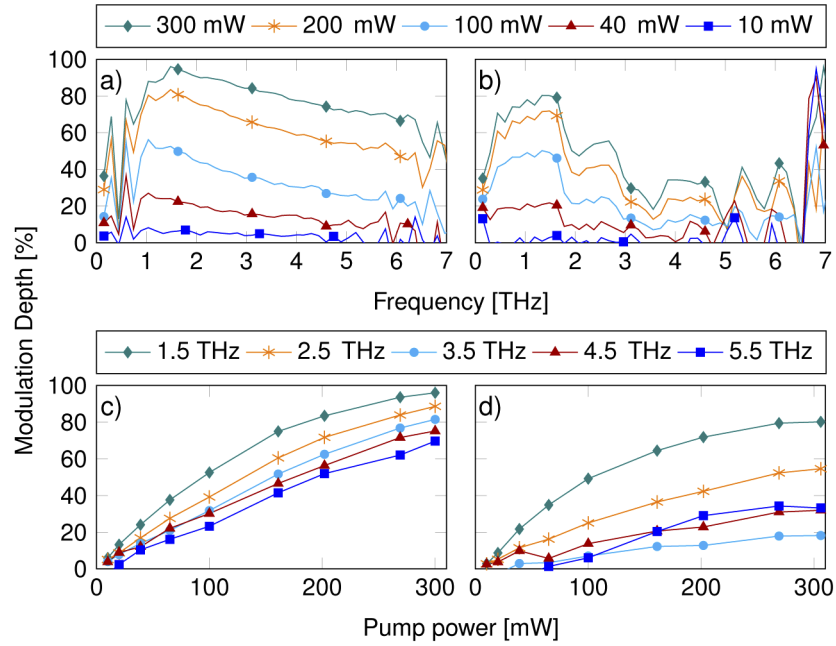 300 mW 200 mW 100 mW 40 mW 10 mW
a) b)
100
80
60
40
20
0
0 1 2 3 4 5 6 7 0 1 2 3 4 5 6 7
Frequency [THz]
Modulation Depth [%]
1.5 THz 2.5 THz 3.5 THz 4.5 THz 5.5 THz
c) d)
100
80
60
40
20
0
0 100 200 300 0 100 200 300
Pump power [mW]